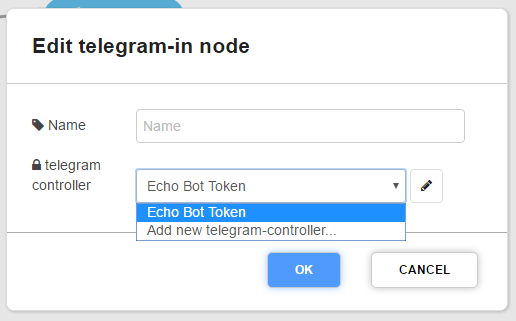 Edit telegram-in node
Name
Name
telegram
controller
Echo Bot Token
Echo Bot Token
Add new telegram-controller...
OK
CANCEL